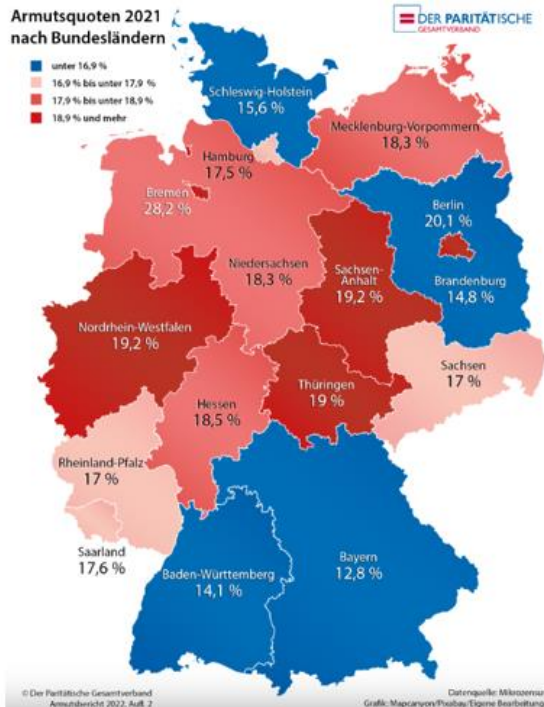 Armutsquoten 2021
nach Bundesländern
DER PARITÄTISCHE
GESAMTVERBAND
unter 16,9 %
16,9 % bis unter 17,9 %
17,9 % bis unter 18,9 %
18,9 % und mehr
Schleswig-Holstein
15,6 %
Mecklenburg-Vorpommern
18,3 %
Hamburg
17,5 %
Bremen
28,2 %
Berlin
20,1 %
Niedersachsen
18,3 %
Sachsen-
Anhalt
19,2 %
Brandenburg
14,8 %
Nordrhein-Westfalen
19,2 %
Sachsen
17 %
Thüringen
19 %
Hessen
18,5 %
Rheinland-Pfalz
17 %
Saarland
17,6 %
Baden-Württemberg
14,1 %
Bayern
12,8 %
© Der Paritätische Gesamtverband
Armutsbericht 2022, Aufl. 2
Datenquelle: Mikrozensus
Grafik: Mapcanyon/Pixabay/Eigene Bearbeitung